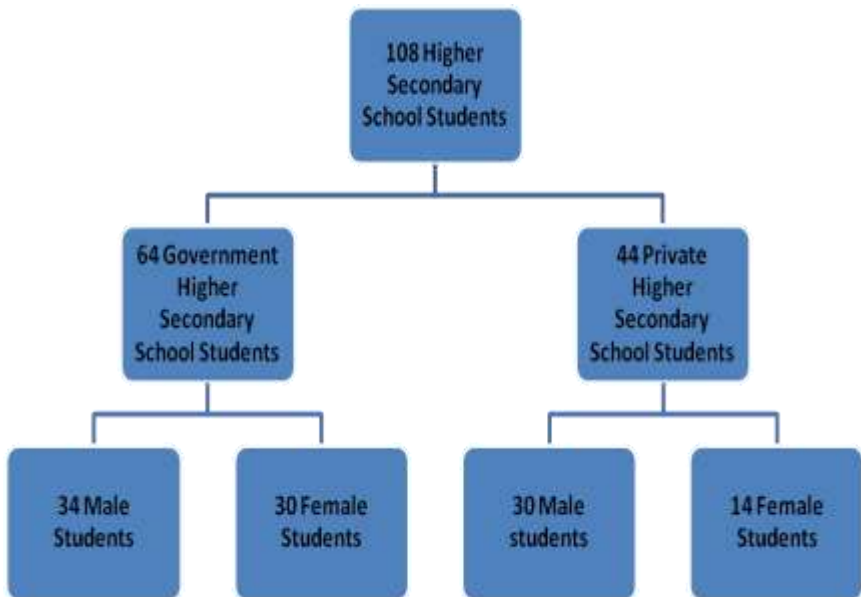 108 Higher
Secondary
School Students
64 Government
Higher
Secondary
School Students
44 Private
Higher
Secondary
School Students
34 Male
Students
30 Female
Students
30 Male
students
14 Female
Students